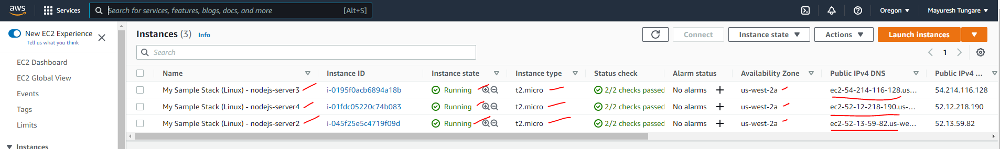 aws Services Search for services, features, blogs, docs, and more [Alt+S] Oregon Mayuresh Tungare
New EC2 Experience
Tell us what you think
EC2 Dashboard
EC2 Global View
Events
Tags
Limits
Instances
Instances (3) Info
Connect Instance state Actions Launch instances
Search
1
Name Instance ID Instance state Instance type Status check Alarm status Availability Zone Public IPv4 DNS Public IPv4 ...
My Sample Stack (Linux) - nodejs-server3 i-0195f0acb6894a18b Running t2.micro 2/2 checks passed No alarms us-west-2a ec2-54-214-116-128.us... 54.214.116.128
My Sample Stack (Linux) - nodejs-server4 i-01fdc05220c74b083 Running t2.micro 2/2 checks passed No alarms us-west-2a ec2-52-12-218-190.us-... 52.12.218.190
My Sample Stack (Linux) - nodejs-server2 i-045f25e5c4719f09d Running t2.micro 2/2 checks passed No alarms us-west-2a ec2-52-13-59-82.us-we... 52.13.59.82